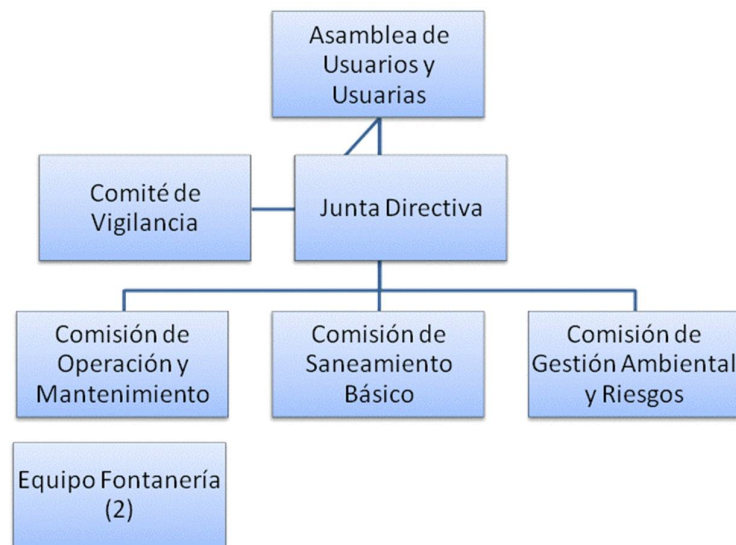 Asamblea de
Usuarios y
Usuarias
Comité de
Vigilancia
Junta Directiva
Comisión de
Operación y
Mantenimiento
Comisión de
Saneamiento
Básico
Comisión de
Gestión Ambiental
y Riesgos
Equipo Fontanería
(2)